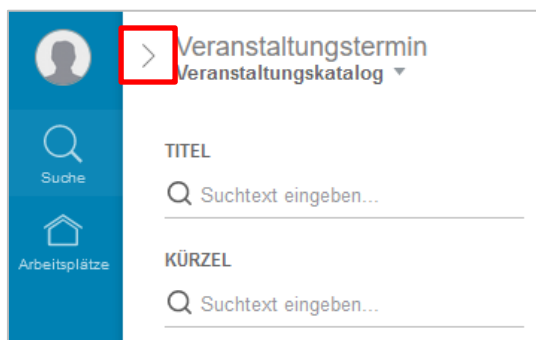 Veranstaltungstermin
Veranstaltungskatalog
Suche
Arbeitsplätze
TITEL
Suchtext eingeben...
KÜRZEL
Suchtext eingeben...